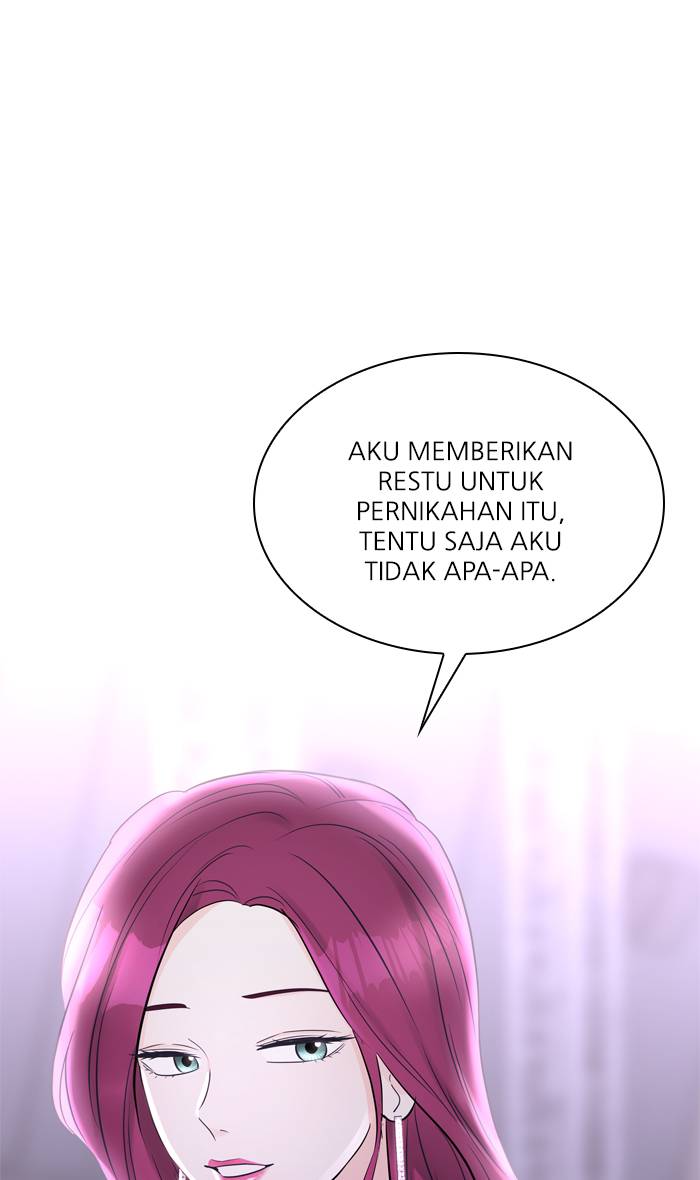 AKU MEMBERIKAN
RESTU UNTUK
PERNIKAHAN ITU,
TENTU SAJA AKU
TIDAK APA-APA.